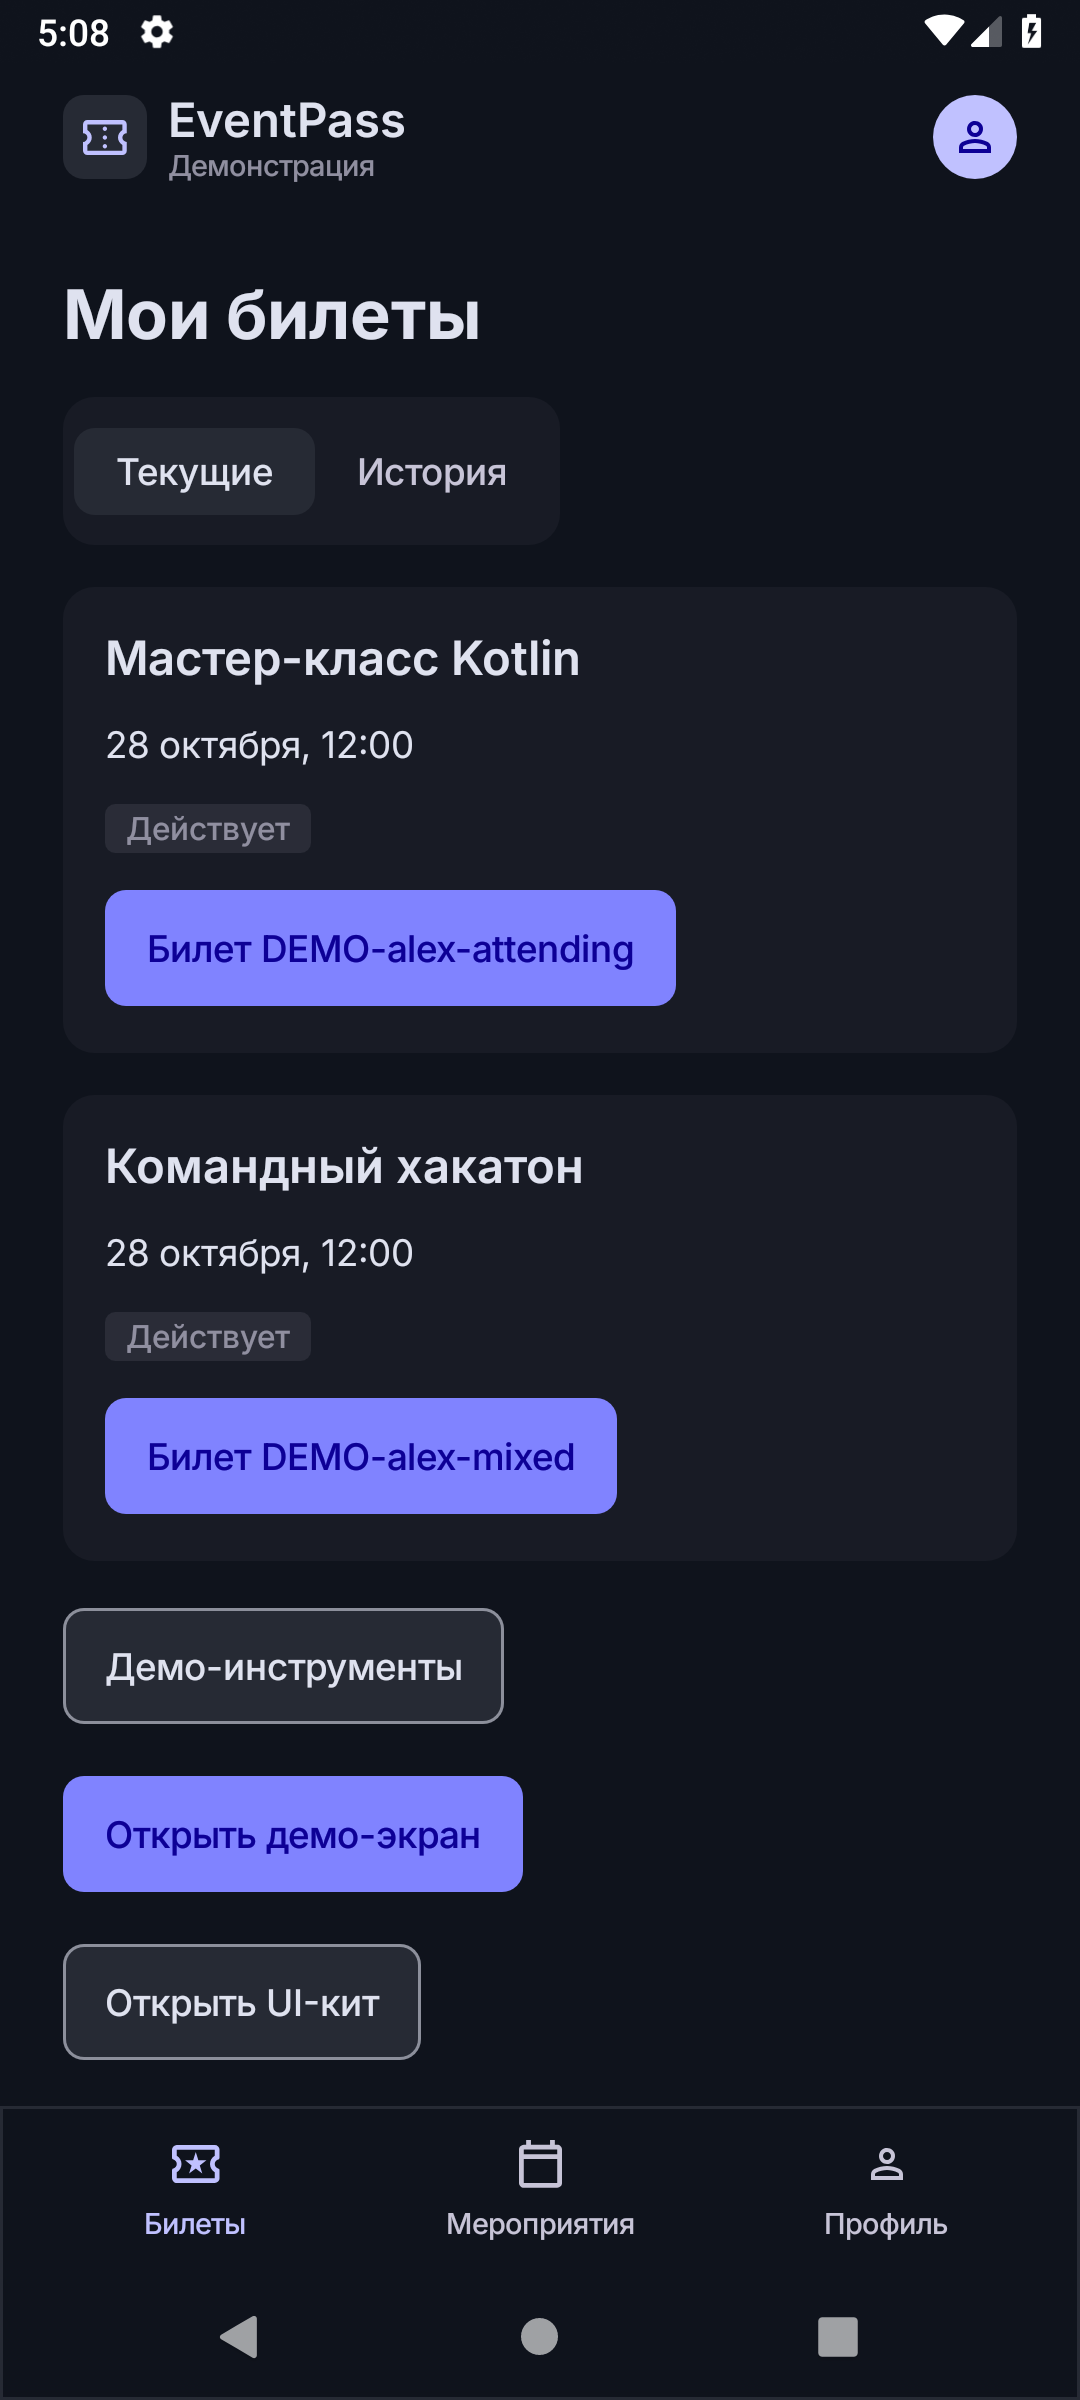 5:08
EventPass
Демонстрация
Мои билеты
Текущие
История
Мастер-класс Kotlin
28 октября, 12:00
Действует
Билет DEMO-alex-attending
Командный хакатон
28 октября, 12:00
Действует
Билет DEMO-alex-mixed
Демо-инструменты
Открыть демо-экран
Открыть UI-кит
Билеты
Мероприятия
Профиль